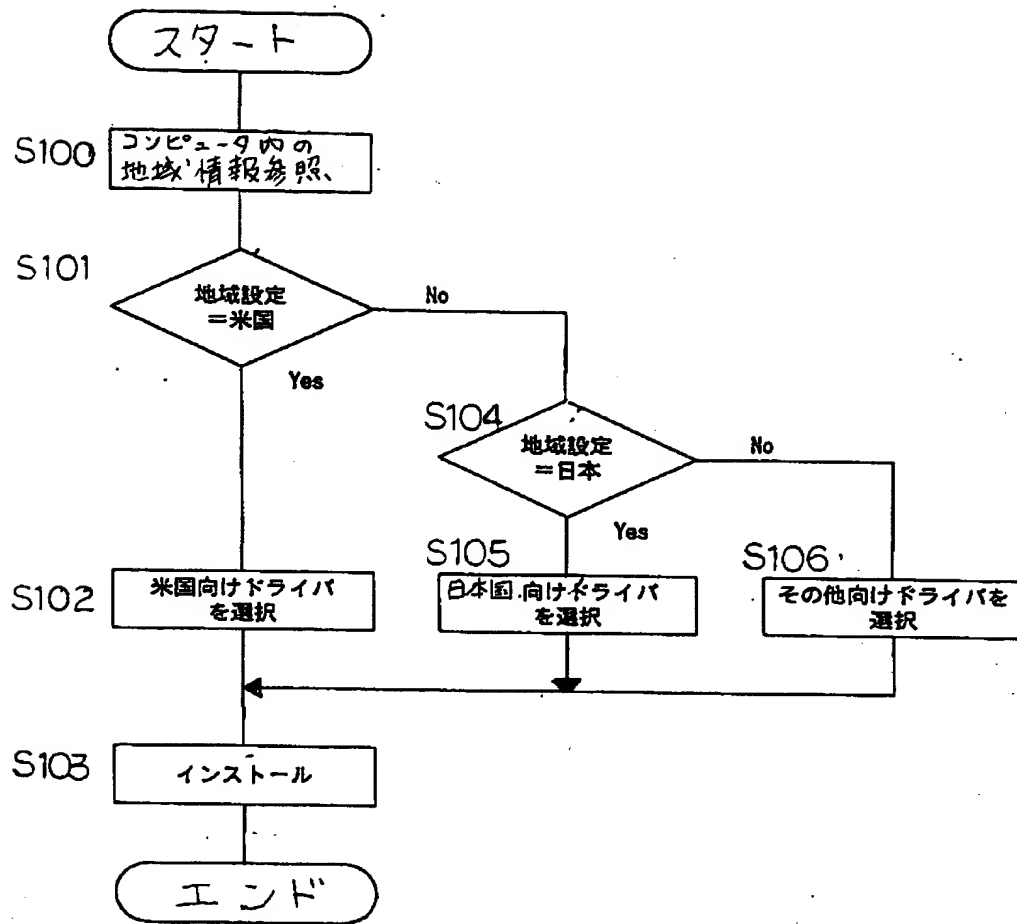 スタート
S100
コンピュータ内の
地域情報参照
S101
地域設定
=米国
No
Yes
S104
地域設定
=日本
No
Yes
S102
米国向けドライバ
を選択
S105
日本国向けドライバ
を選択
S106
その他向けドライバを
選択
S103
インストール
エンド